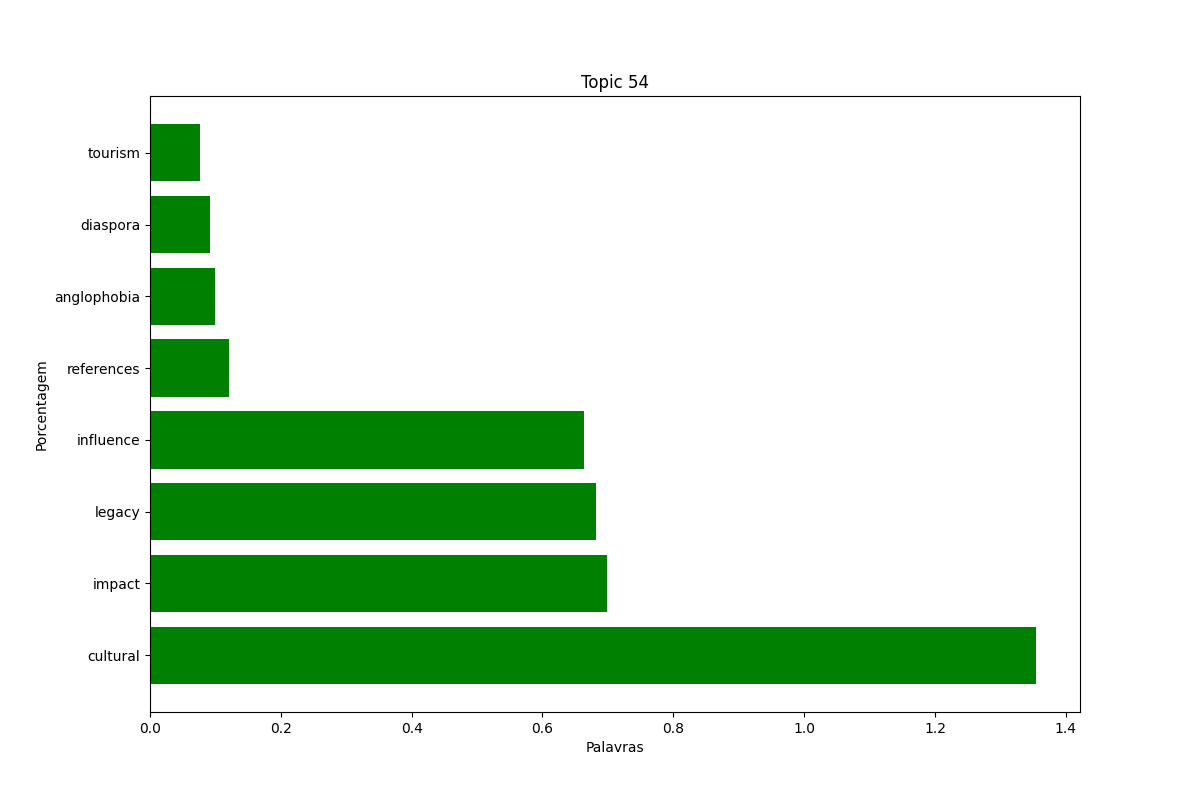 Topic 54
tourism
diaspora
anglophobia
references
influence
legacy
impact
cultural
Porcentagem
0.0 0.2 0.4 0.6 0.8 1.0 1.2 1.4
Palavras